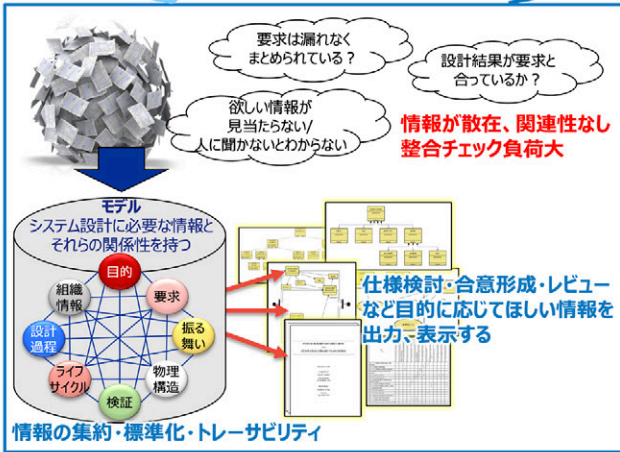 要求は漏れなく
まとめられている？
設計結果が要求と
合っているか？
欲しい情報が
見当たらない/
人に聞かないとわからない
情報が散在、関連性なし
整合チェック負荷大
モデル
システム設計に必要な情報と
それらの関係性を持つ
目的
組織
情報
要求
設計
過程
振る
舞い
ライフ
サイクル
物理
構造
検証
仕様検討・合意形成・レビュー
など目的に応じてほしい情報を
出力、表示する
情報の集約・標準化・トレーサビリティ